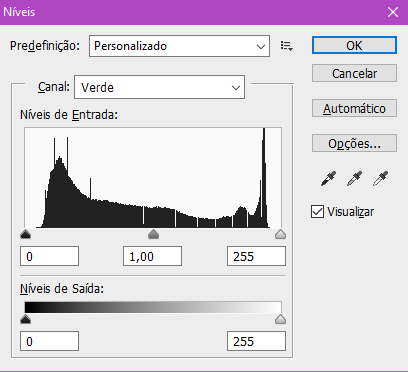 Níveis
Predefinição: Personalizado
OK
Cancelar
Automático
Opções...
Visualizar
Canal: Verde
Níveis de Entrada:
0 1,00 255
Níveis de Saída:
0 255